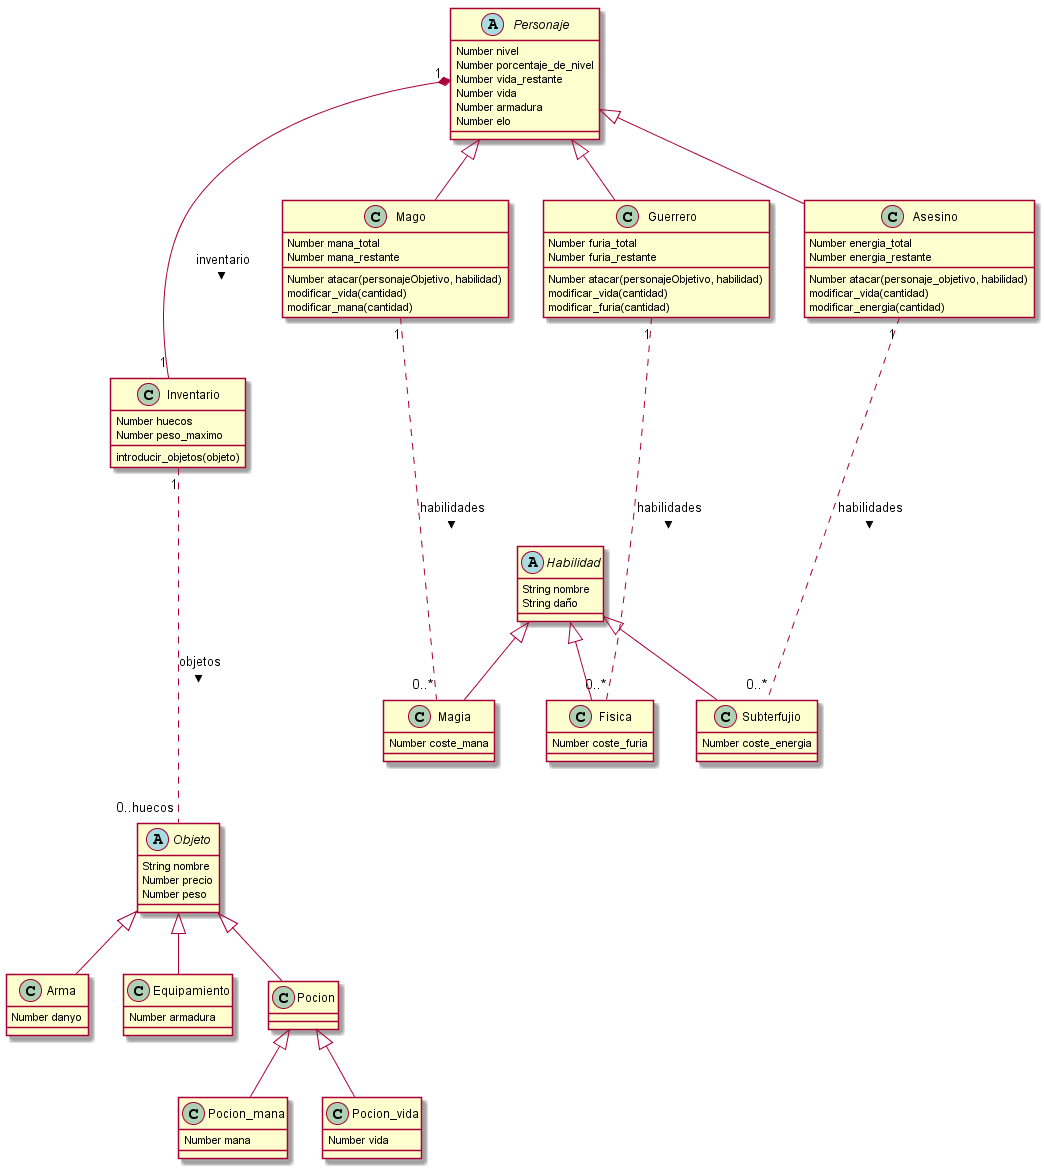 A Personaje
Number nivel
Number porcentaje_de_nivel
Number vida_restante
Number vida
Number armadura
Number elo
1
C Mago
Number mana_total
Number mana_restante
Number atacar(personajeObjetivo, habilidad)
modificar_vida(cantidad)
modificar_mana(cantidad)
C Guerrero
Number furia_total
Number furia_restante
Number atacar(personajeObjetivo, habilidad)
modificar_vida(cantidad)
modificar_furia(cantidad)
C Asesino
Number energia_total
Number energia_restante
Number atacar(personaje_objetivo, habilidad)
modificar_vida(cantidad)
modificar_energia(cantidad)
inventario
1
1
1
1
C Inventario
Number huecos
Number peso_maximo
introducir_objetos(objeto)
1
habilidades
habilidades
habilidades
A Habilidad
String nombre
String daño
objetos
0..*
0..*
0..*
C Magia
Number coste_mana
C Fisica
Number coste_furia
C Subterfujio
Number coste_energia
0..huecos
A Objeto
String nombre
Number precio
Number peso
C Arma
Number danyo
C Equipamiento
Number armadura
C Pocion
C Pocion_mana
Number mana
C Pocion_vida
Number vida